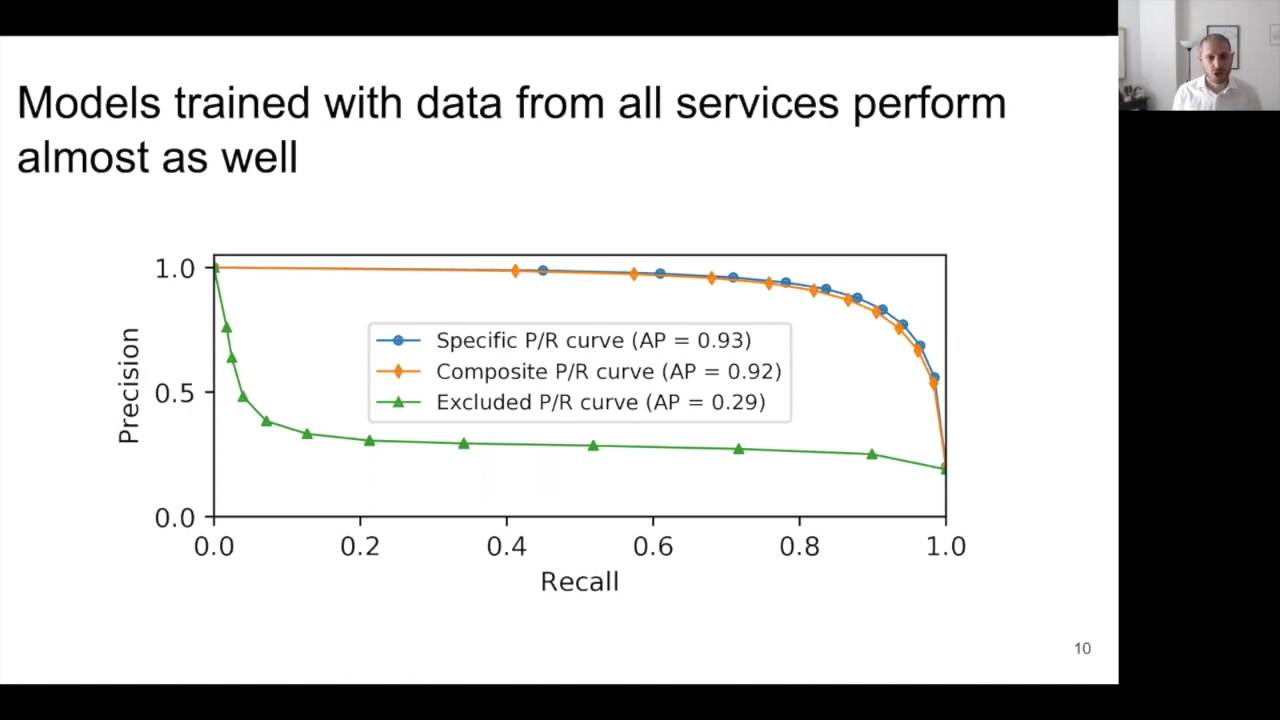 Models trained with data from all services perform
almost as well
1.0
0.5
0.0
Precision
Specific P/R curve (AP = 0.93)
Composite P/R curve (AP = 0.92)
Excluded P/R curve (AP = 0.29)
0.0 0.2 0.4 0.6 0.8 1.0
Recall
10